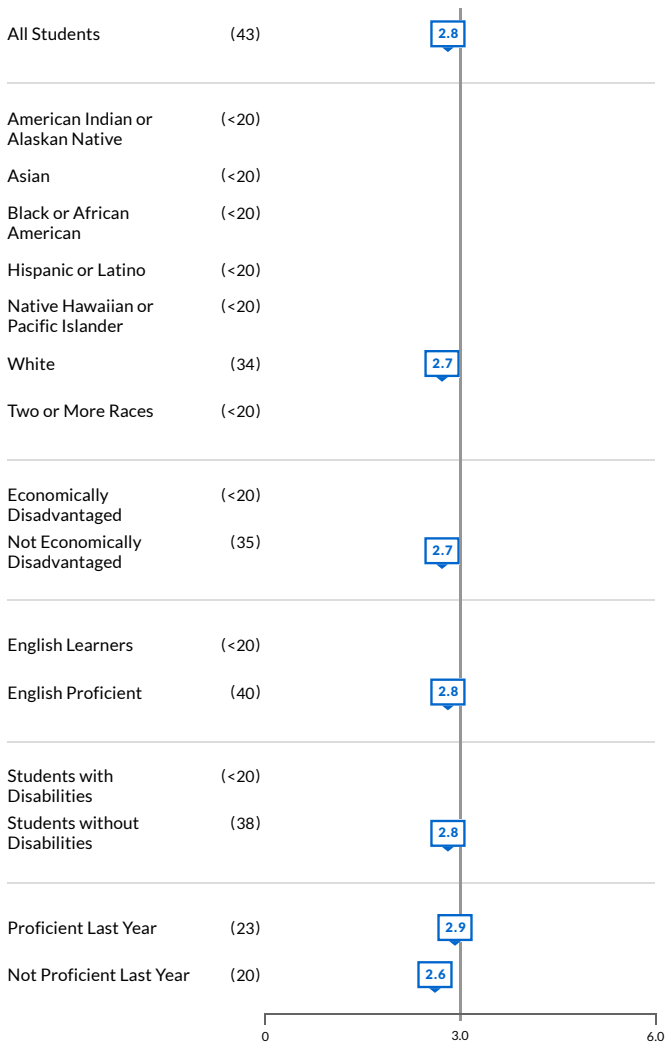 All Students (43) 2.8
American Indian or (<20)
Alaskan Native
Asian (<20)
Black or African (<20)
American
Hispanic or Latino (<20)
Native Hawaiian or (<20)
Pacific Islander
White (34) 2.7
Two or More Races (<20)
Economically (<20)
Disadvantaged
Not Economically (35) 2.7
Disadvantaged
English Learners (<20)
English Proficient (40) 2.8
Students with (<20)
Disabilities
Students without (38) 2.8
Disabilities
Proficient Last Year (23) 2.9
Not Proficient Last Year (20) 2.6
0 3.0 6.0